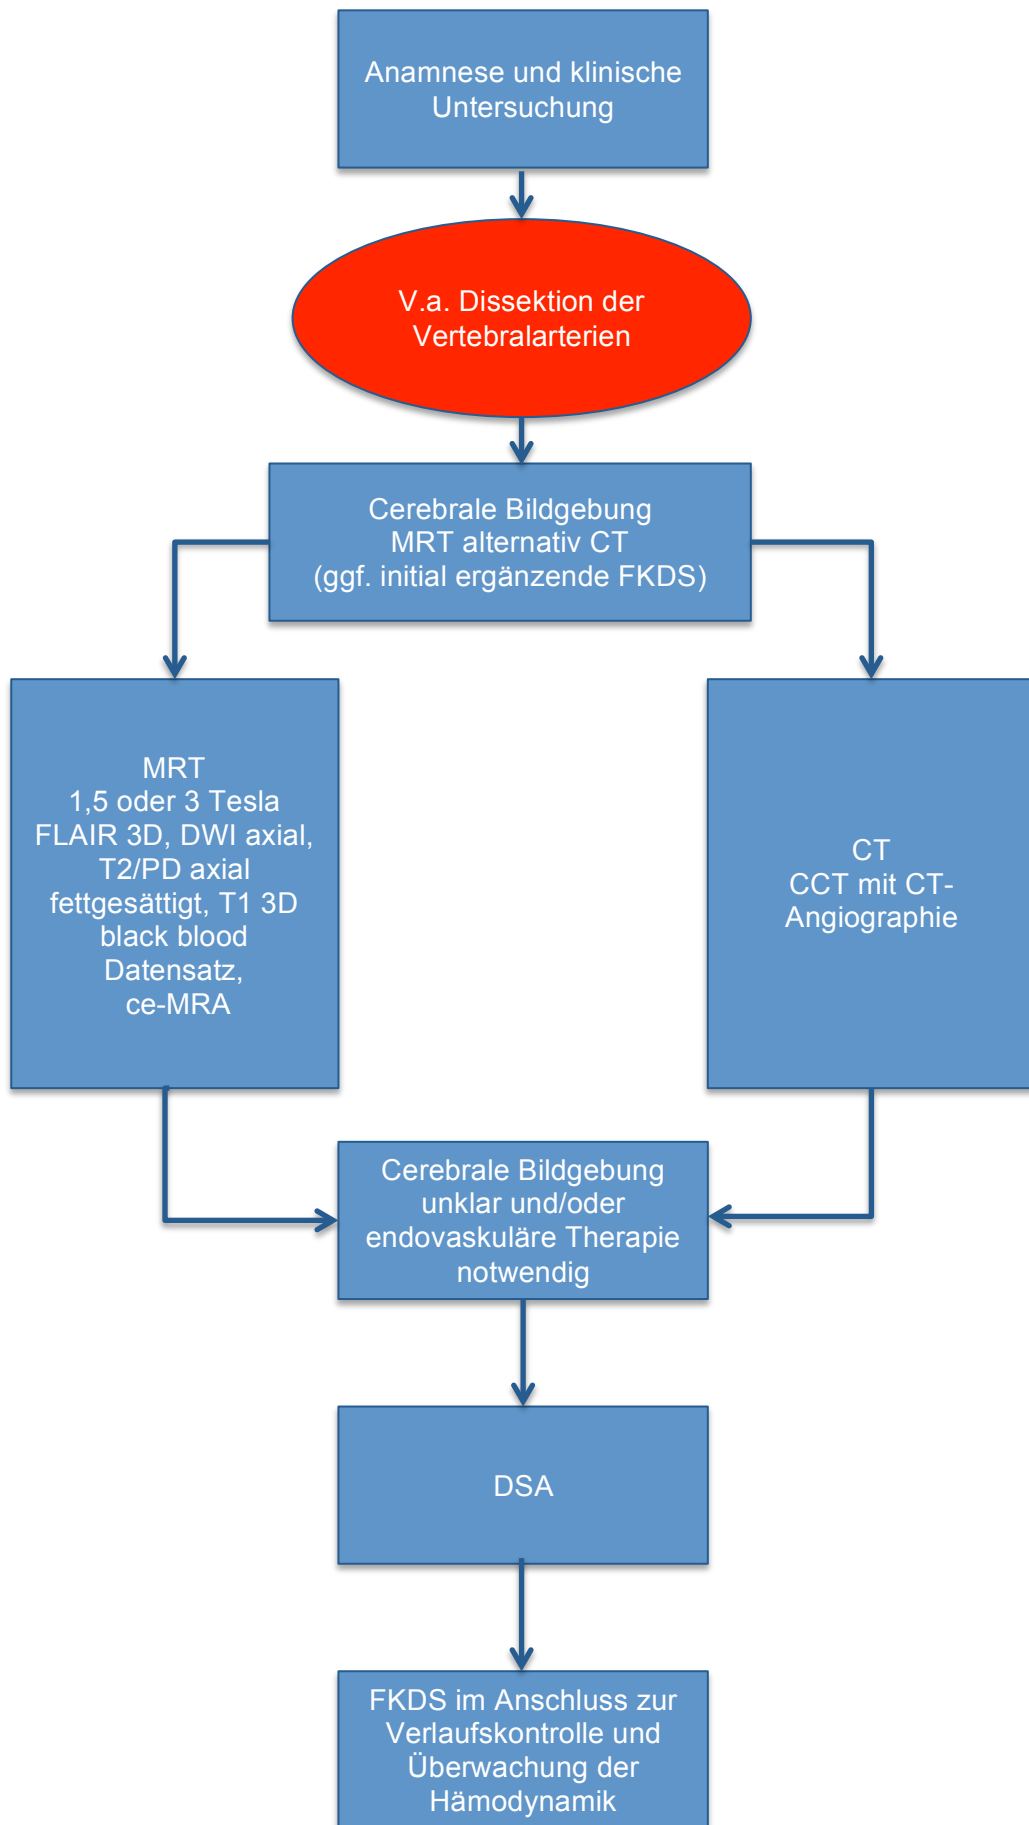 Anamnese und klinische
Untersuchung
V.a. Dissektion der
Vertebralarterien
Cerebrale Bildgebung
MRT alternativ CT
(ggf. initial ergänzende FKDS)
MRT
1,5 oder 3 Tesla
FLAIR 3D, DWI axial,
T2/PD axial
fettgesättigt, T1 3D
black blood
Datensatz,
ce-MRA
CT
CCT mit CT-
Angiographie
Cerebrale Bildgebung
unklar und/oder
endovaskuläre Therapie
notwendig
DSA
FKDS im Anschluss zur
Verlaufskontrolle und
Überwachung der
Hämodynamik